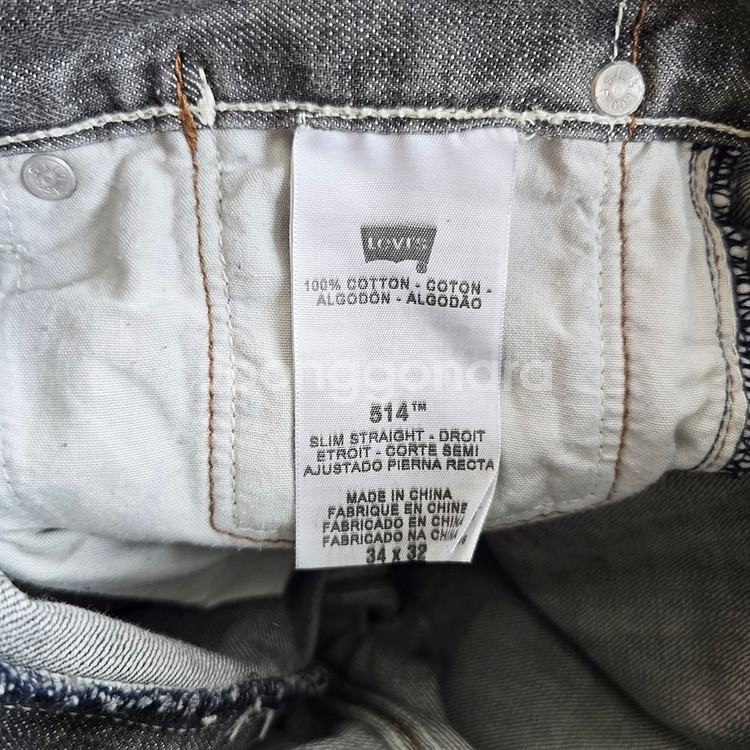 Levi's
100% COTTON - COTON -
ALGODÓN - ALGODÃO
514™
SLIM STRAIGHT - DROIT
ETROIT - CORTE SEMI
AJUSTADO PIERNA RECTA
MADE IN CHINA
FABRIQUE EN CHINE
FABRICADO EN CHINA
FABRICADO NA CHINA
34 x 32